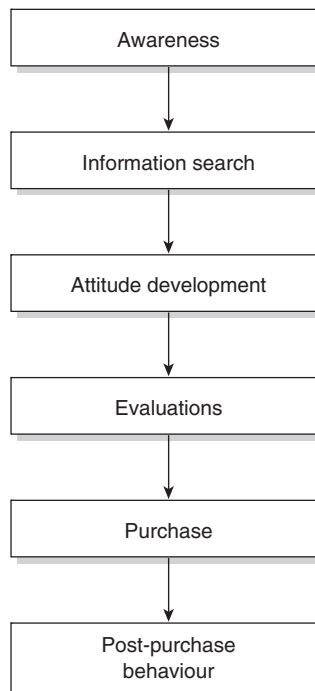 Awareness
Information search
Attitude development
Evaluations
Purchase
Post-purchase
behaviour